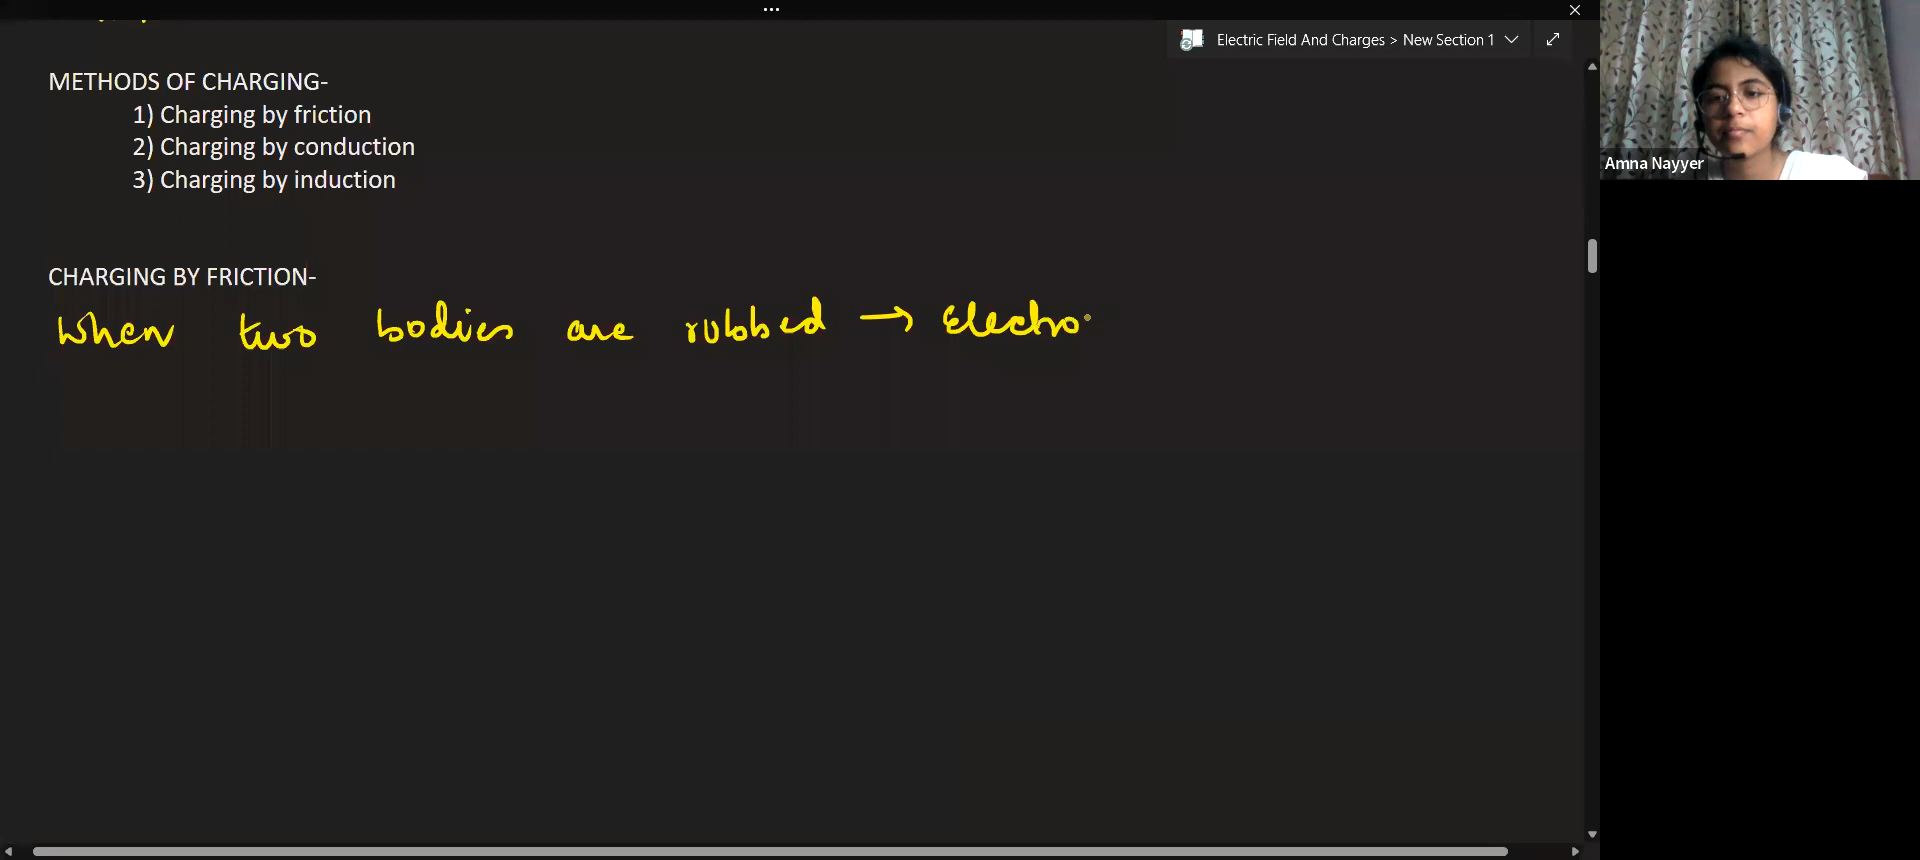 Electric Field And Charges > New Section 1
METHODS OF CHARGING-
1) Charging by friction
2) Charging by conduction
3) Charging by induction
Amna Nayyer
CHARGING BY FRICTION-
When two bodies are rubbed → Electro